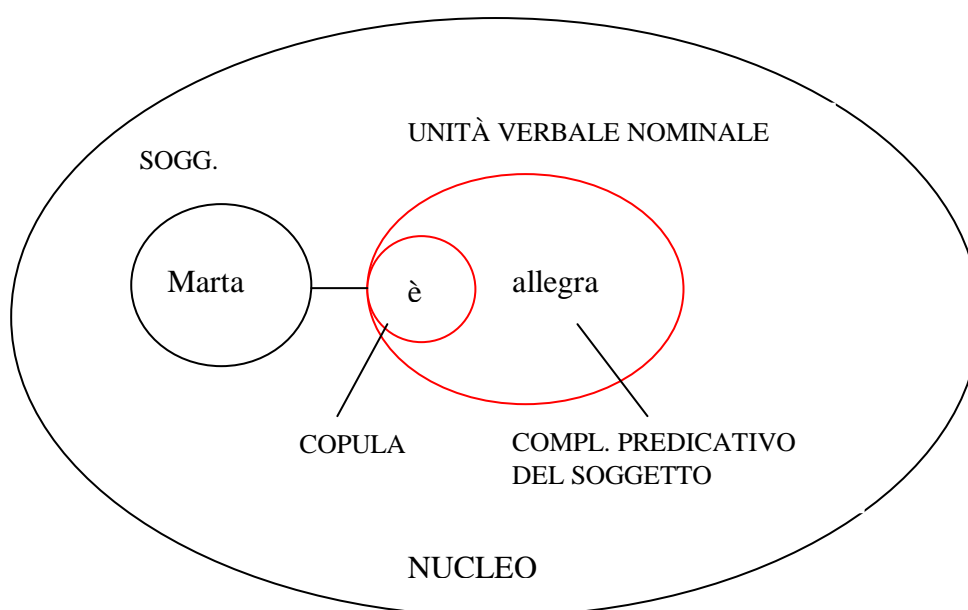 UNITÀ VERBALE NOMINALE
SOGG.
Marta
è
allegra
COPULA
COMPL. PREDICATIVO
DEL SOGGETTO
NUCLEO